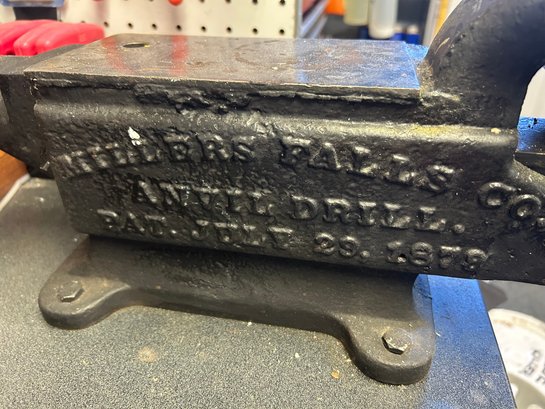 MILLERS FALLS CO.
ANVIL DRILL.
PAT. JULY 29. 1879